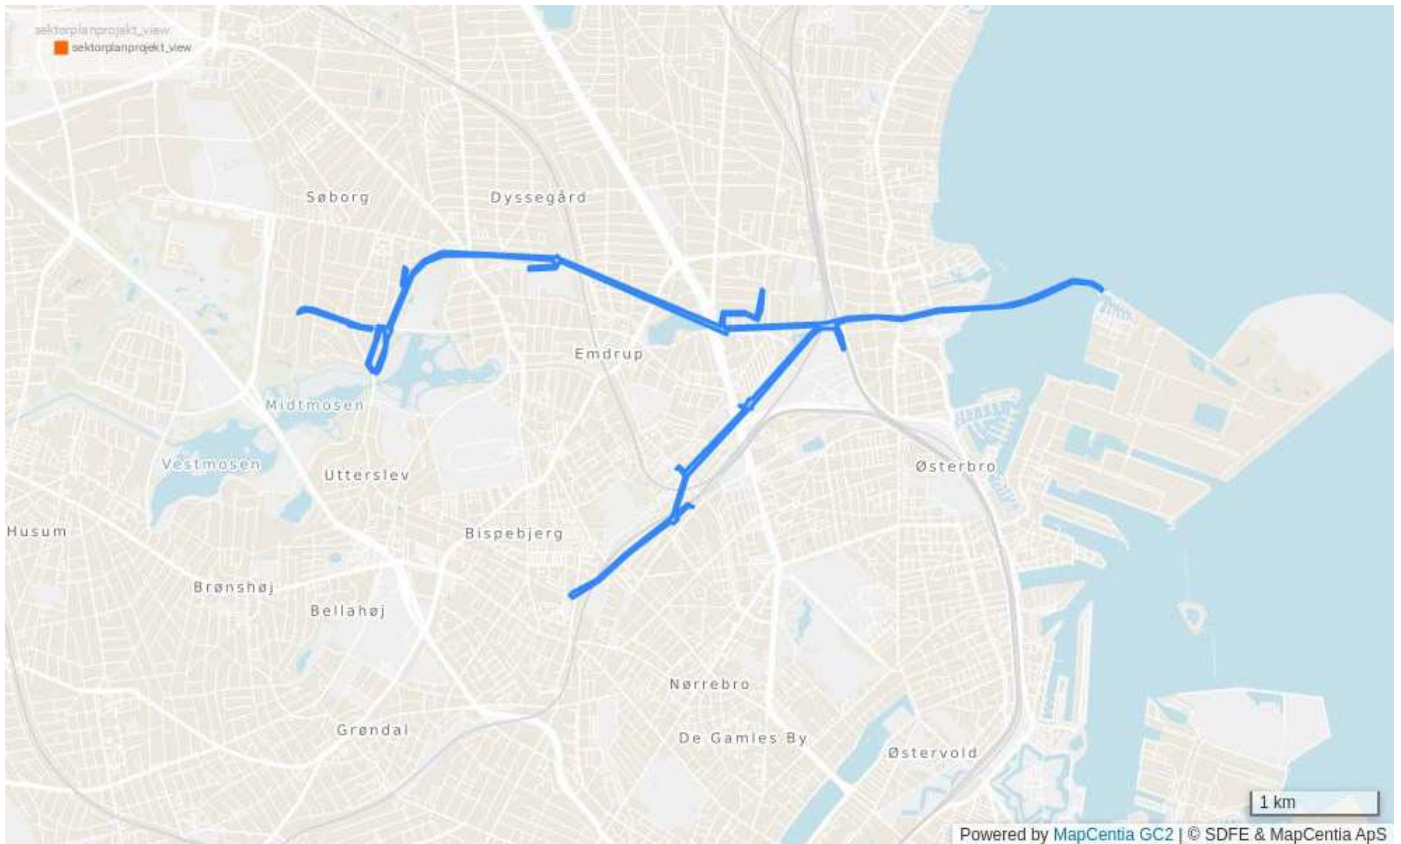 sektorplanprojekt_view
sektorplanprojekt_view
Søborg
Dyssegård
Emdrup
Midtmosen
Vestmosen
Utterslev
Østerbro
Husum
Bispebjerg
Brønshøj
Bellahøj
Nørrebro
Grøndal
De Gamles By
Østervold
1 km
Powered by MapCentia GC2 | © SDFE & MapCentia ApS